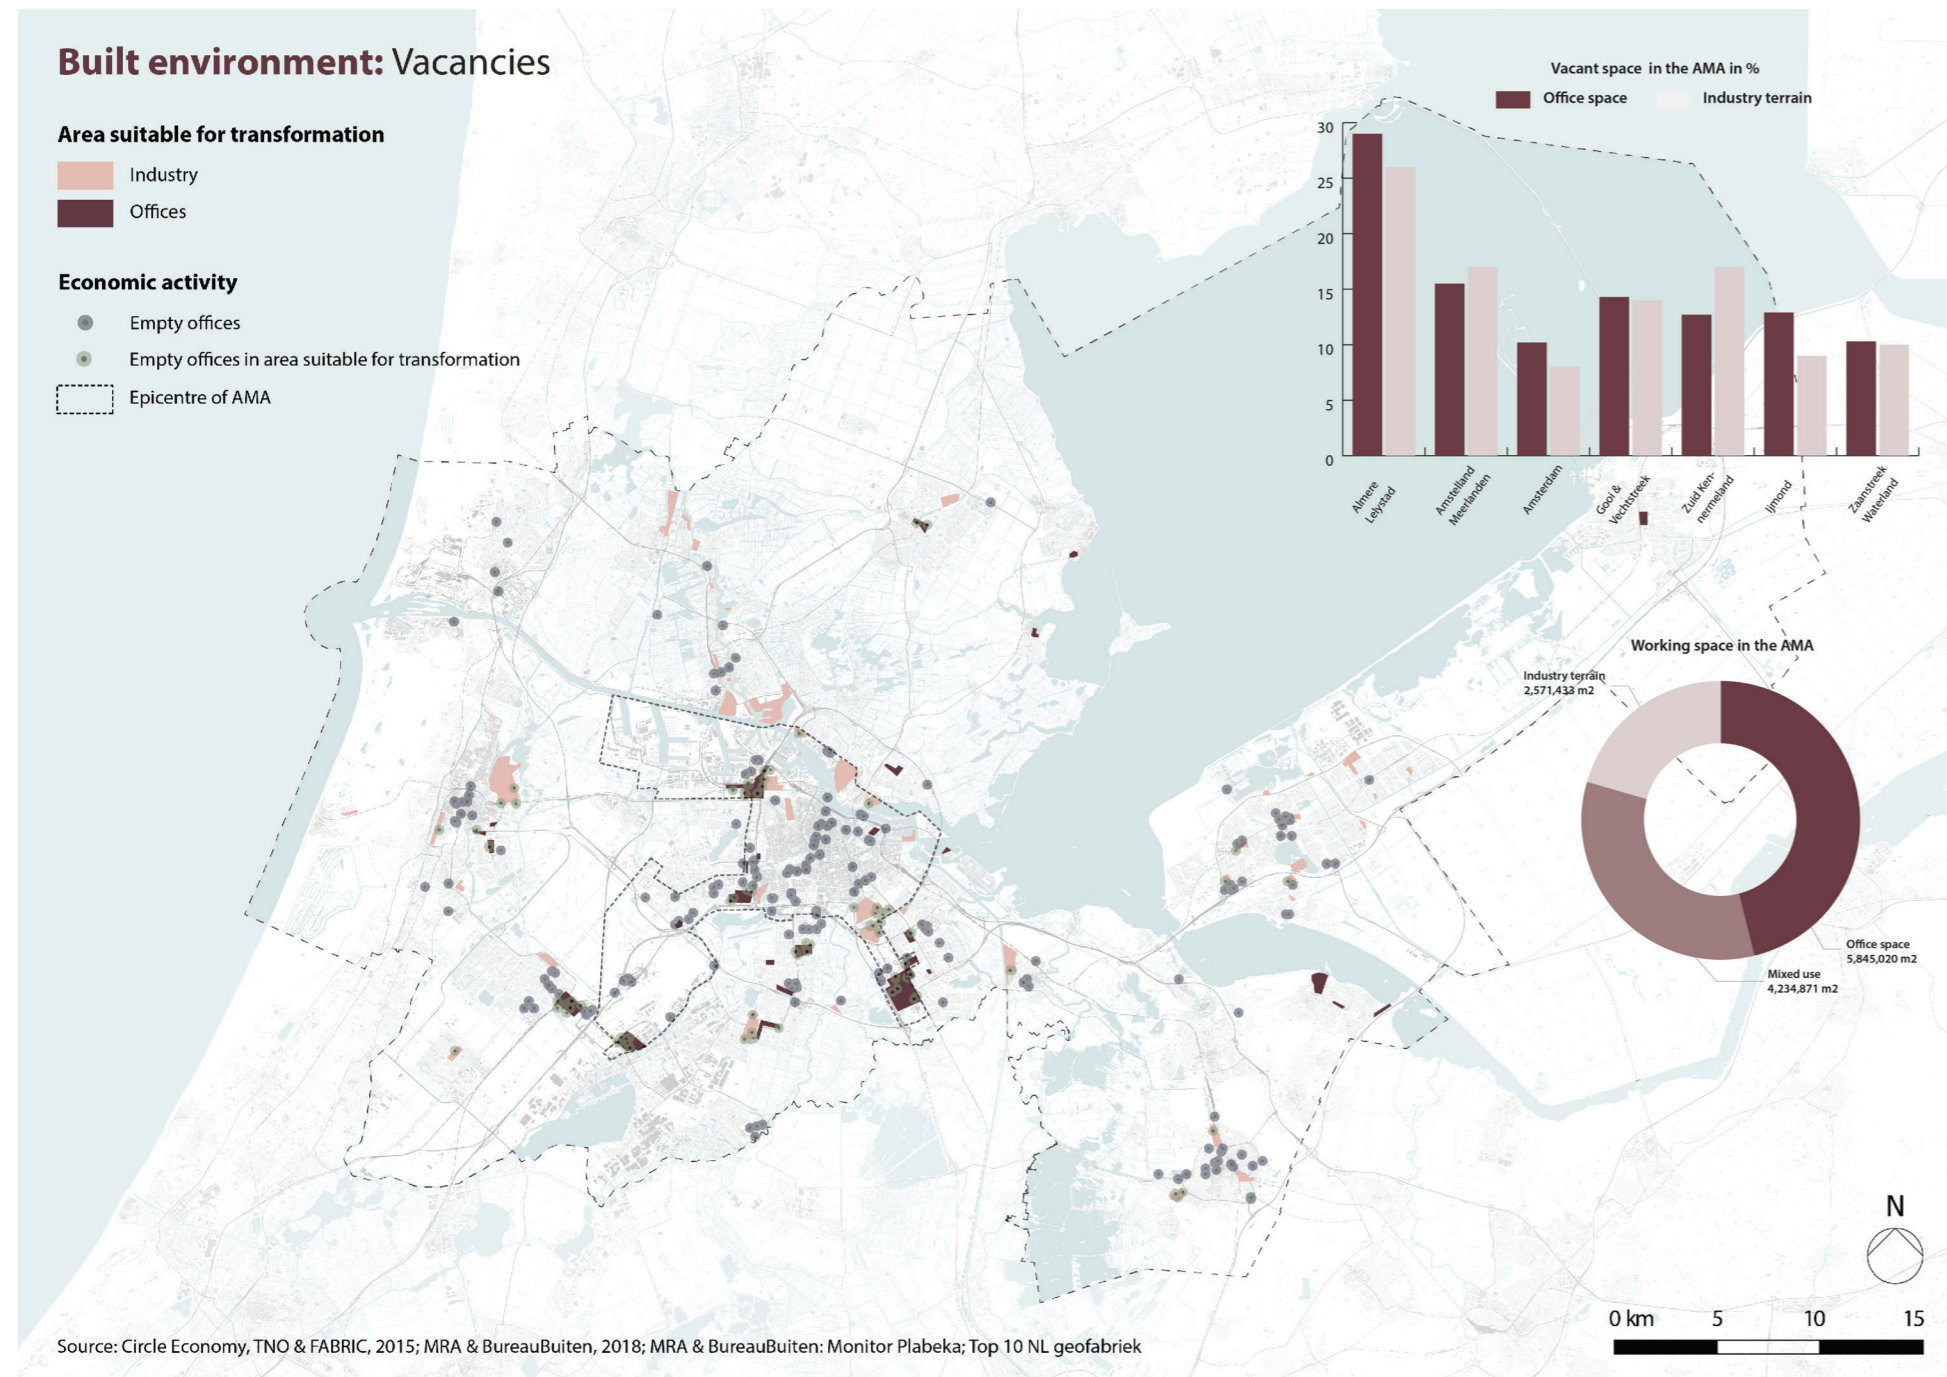 Built environment: Vacancies
Area suitable for transformation
Industry
Offices
Economic activity
Empty offices
Empty offices in area suitable for transformation
Epicentre of AMA
Vacant space in the AMA in %
Office space
Industry terrain
30
25
20
15
10
5
0
Almere
Lelystad
Amstelland
Meerlanden
Amsterdam
Gooi &
Vechtstreek
Zuid Ken-
nermeland
Ijmond
Zaanstreek
Waterland
Working space in the AMA
Industry terrain
2,571,433 m2
Office space
5,845,020 m2
Mixed use
4,234,871 m2
N
0 km 5 10 15
Source: Circle Economy, TNO & FABRIC, 2015; MRA & BureauBuiten, 2018; MRA & BureauBuiten: Monitor Plabeka; Top 10 NL geofabriek